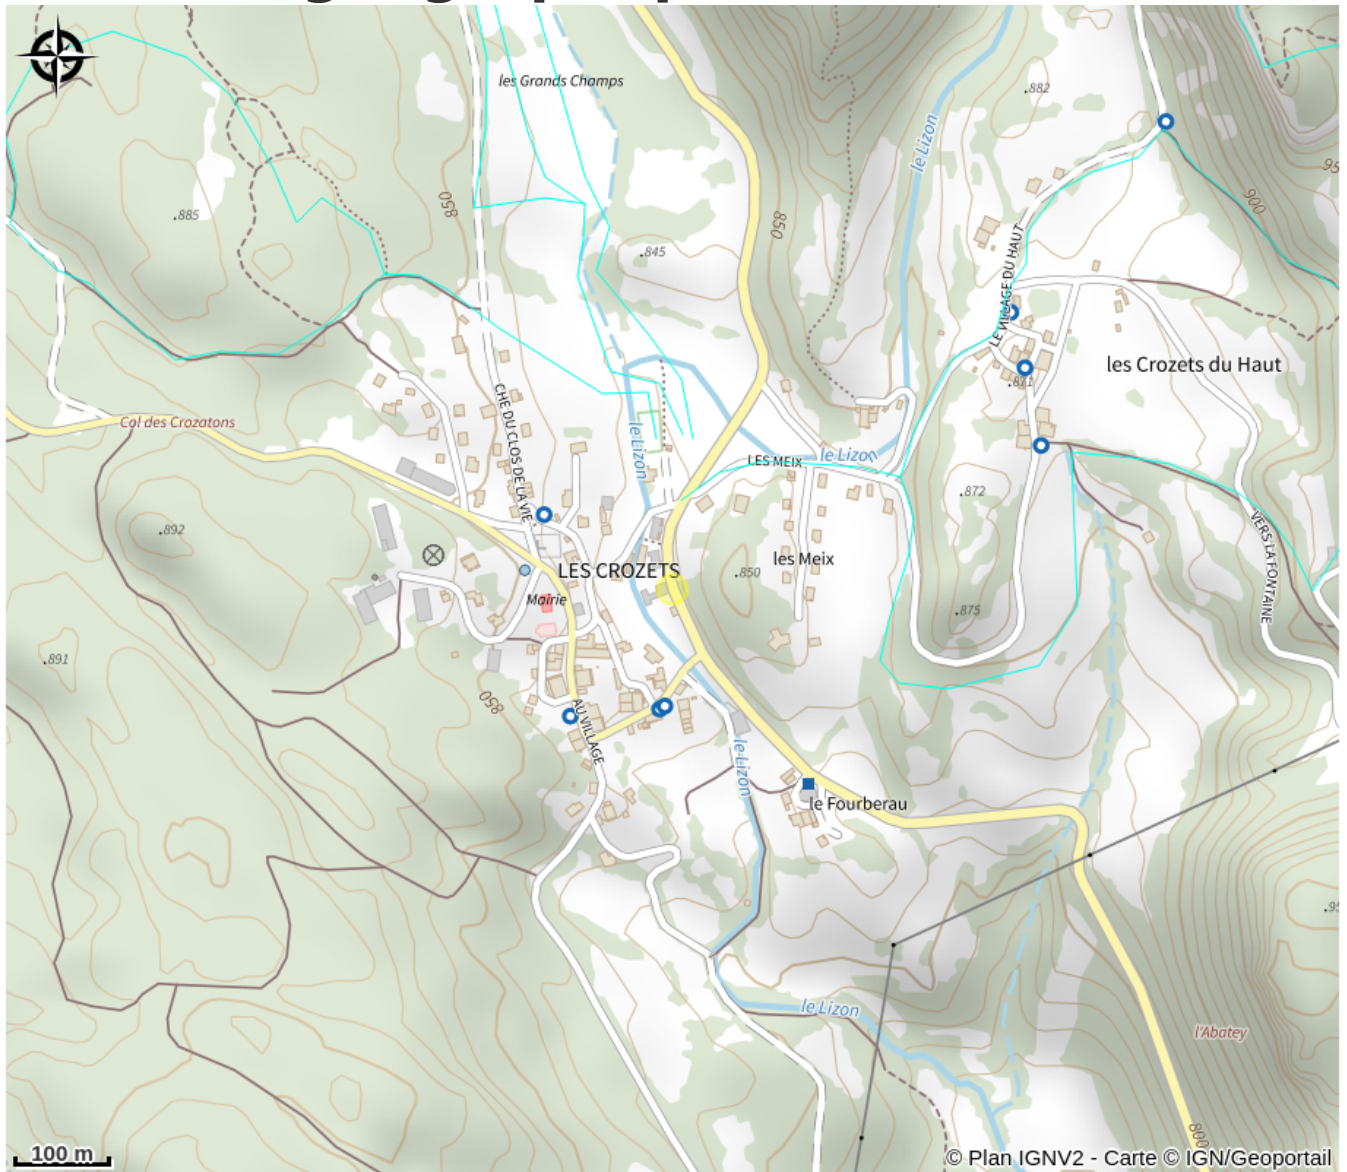 les Grands Champs
.882
le Lizon
850
.885
900
850
.845
LE VILLAGE DU HAUT
les Crozets du Haut
.871
CHE DU CLOS DE LA VIE
Col des Crozatons
le Lizon
LES MEIX
le Lizon
.872
.892
VERS LA FONTAINE
les Meix
LES CROZETS
.850
Mairie
.875
.891
850
AU VILLAGE
le Lizon
le Fourberau
le Lizon
l'Abatey
800
100 m
© Plan IGNV2 - Carte © IGN/Geoportail